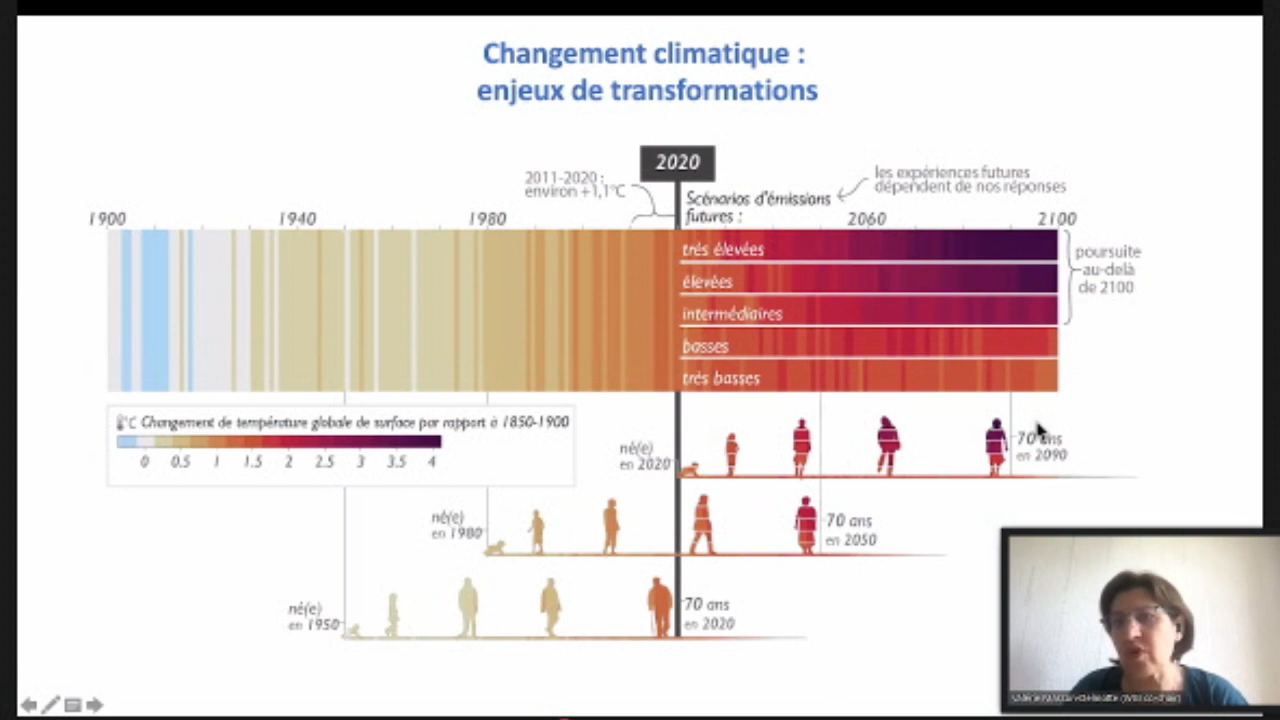 Changement climatique :
enjeux de transformations
2020
2011-2020 :
environ +1,1°C
Scénarios d'émissions
futures :
les expériences futures
dépendent de nos réponses
1900 1940 1980 2060 2100
très élevées
élevées
intermédiaires
basses
très basses
poursuite
au-delà
de 2100
°C Changement de température globale de surface par rapport à 1850-1900
0 0.5 1 1.5 2 2.5 3 3.5 4
né(e)
en 2020
70 ans
en 2090
né(e)
en 1980
70 ans
en 2050
né(e)
en 1950
70 ans
en 2020